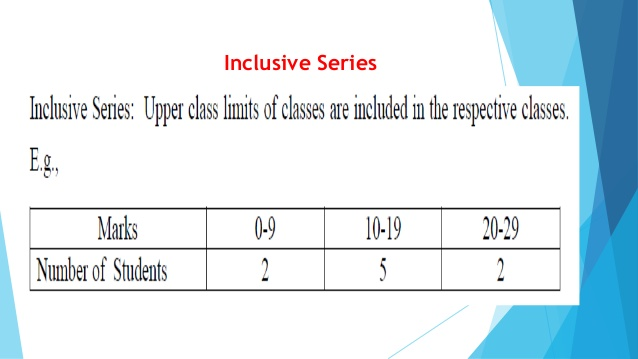 Inclusive Series
Inclusive Series: Upper class limits of classes are included in the respective classes.
E.g.,
Marks 0-9 10-19 20-29
Number of Students 2 5 2